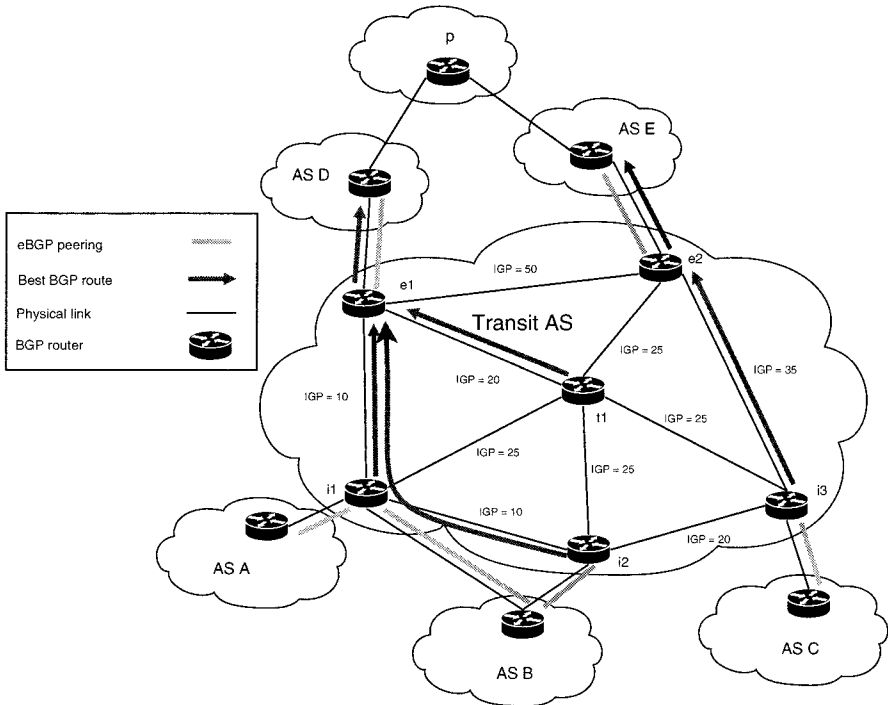 p
AS E
AS D
eBGP peering
Best BGP route
Physical link
BGP router
e1
e2
IGP = 50
Transit AS
IGP = 25
IGP = 20
IGP = 35
IGP = 10
t1
IGP = 25
IGP = 25
IGP = 25
i1
i3
IGP = 10
IGP = 20
i2
AS A
AS B
AS C